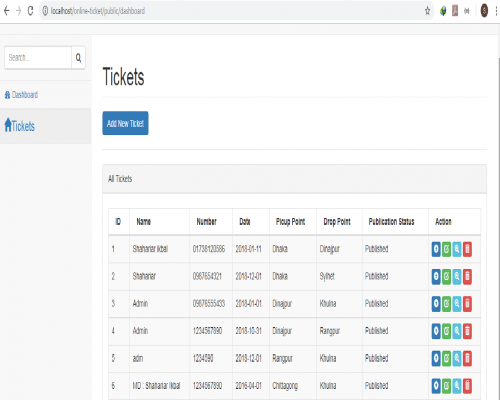 localhost/online-ticket/public/dashboard
Search...
Dashboard
Tickets
Tickets
Add New Ticket
All Tickets
ID Name Number Date Picup Point Drop Point Publication Status Action
1 Shahariar ikbal 01738120586 2018-01-11 Dhaka Dinajpur Published
2 Shahariar 0987654321 2018-12-01 Dhaka Sylhet Published
3 Admin 09876555433 2018-01-01 Dinajpur Khulna Published
4 Admin 1234567890 2018-10-31 Dinajpur Rangpur Published
5 adm 1234590 2018-12-01 Rangpur Khulna Published
6 MD : Shahariar Ikbal 1234567890 2016-04-01 Chittagong Khulna Published